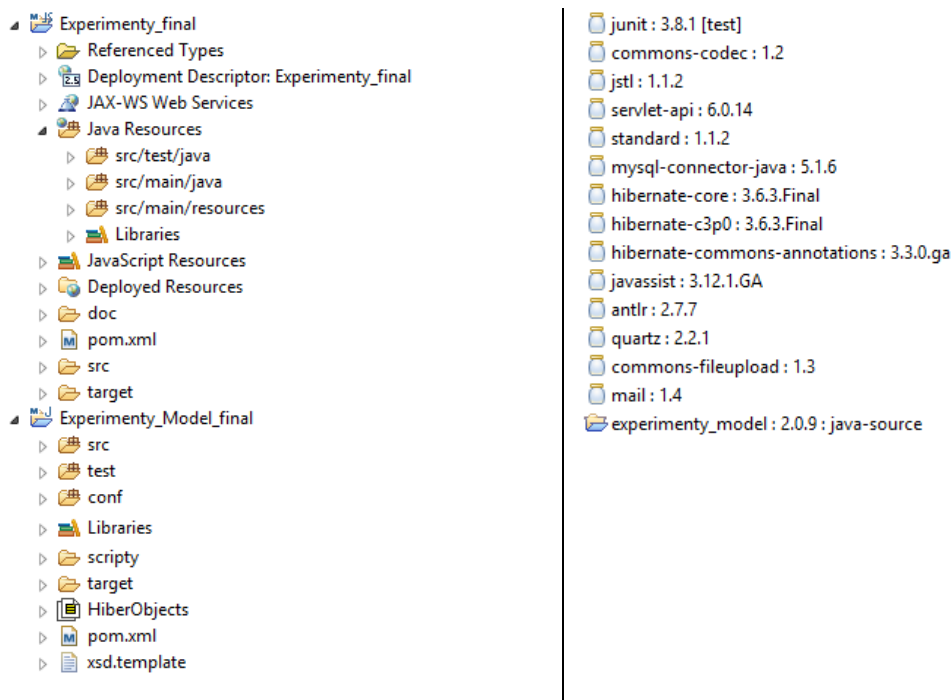 Experimenty_final
Referenced Types
Deployment Descriptor: Experimenty_final
JAX-WS Web Services
Java Resources
src/test/java
src/main/java
src/main/resources
Libraries
JavaScript Resources
Deployed Resources
doc
pom.xml
src
target
Experimenty_Model_final
src
test
conf
Libraries
scripty
target
HiberObjects
pom.xml
xsd.template
junit : 3.8.1 [test]
commons-codec : 1.2
jstl : 1.1.2
servlet-api : 6.0.14
standard : 1.1.2
mysql-connector-java : 5.1.6
hibernate-core : 3.6.3.Final
hibernate-c3p0 : 3.6.3.Final
hibernate-commons-annotations : 3.3.0.ga
javassist : 3.12.1.GA
antlr : 2.7.7
quartz : 2.2.1
commons-fileupload : 1.3
mail : 1.4
experimenty_model : 2.0.9 : java-source